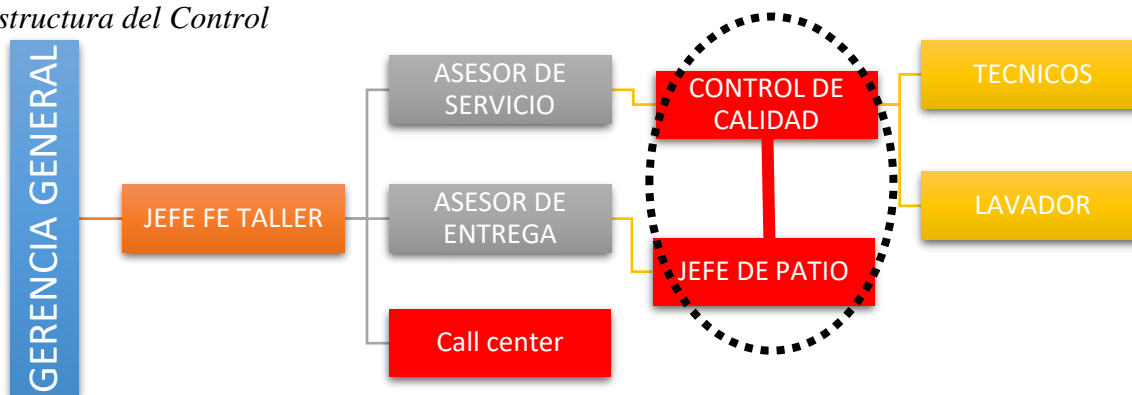 structura del Control
GERENCIA GENERAL
JEFE FE TALLER
ASESOR DE
SERVICIO
ASESOR DE
ENTREGA
Call center
CONTROL DE
CALIDAD
JEFE DE PATIO
TECNICOS
LAVADOR